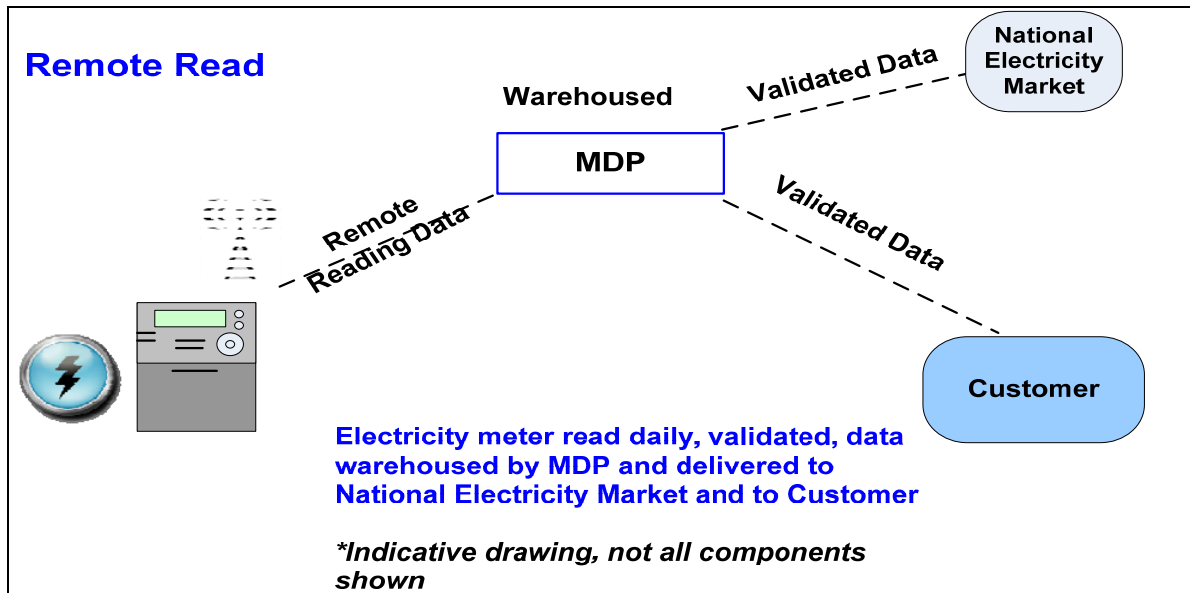 Remote Read
Warehoused
MDP
Validated Data
National
Electricity
Market
Remote
Reading Data
Validated Data
Customer
Electricity meter read daily, validated, data
warehoused by MDP and delivered to
National Electricity Market and to Customer
*Indicative drawing, not all components
shown